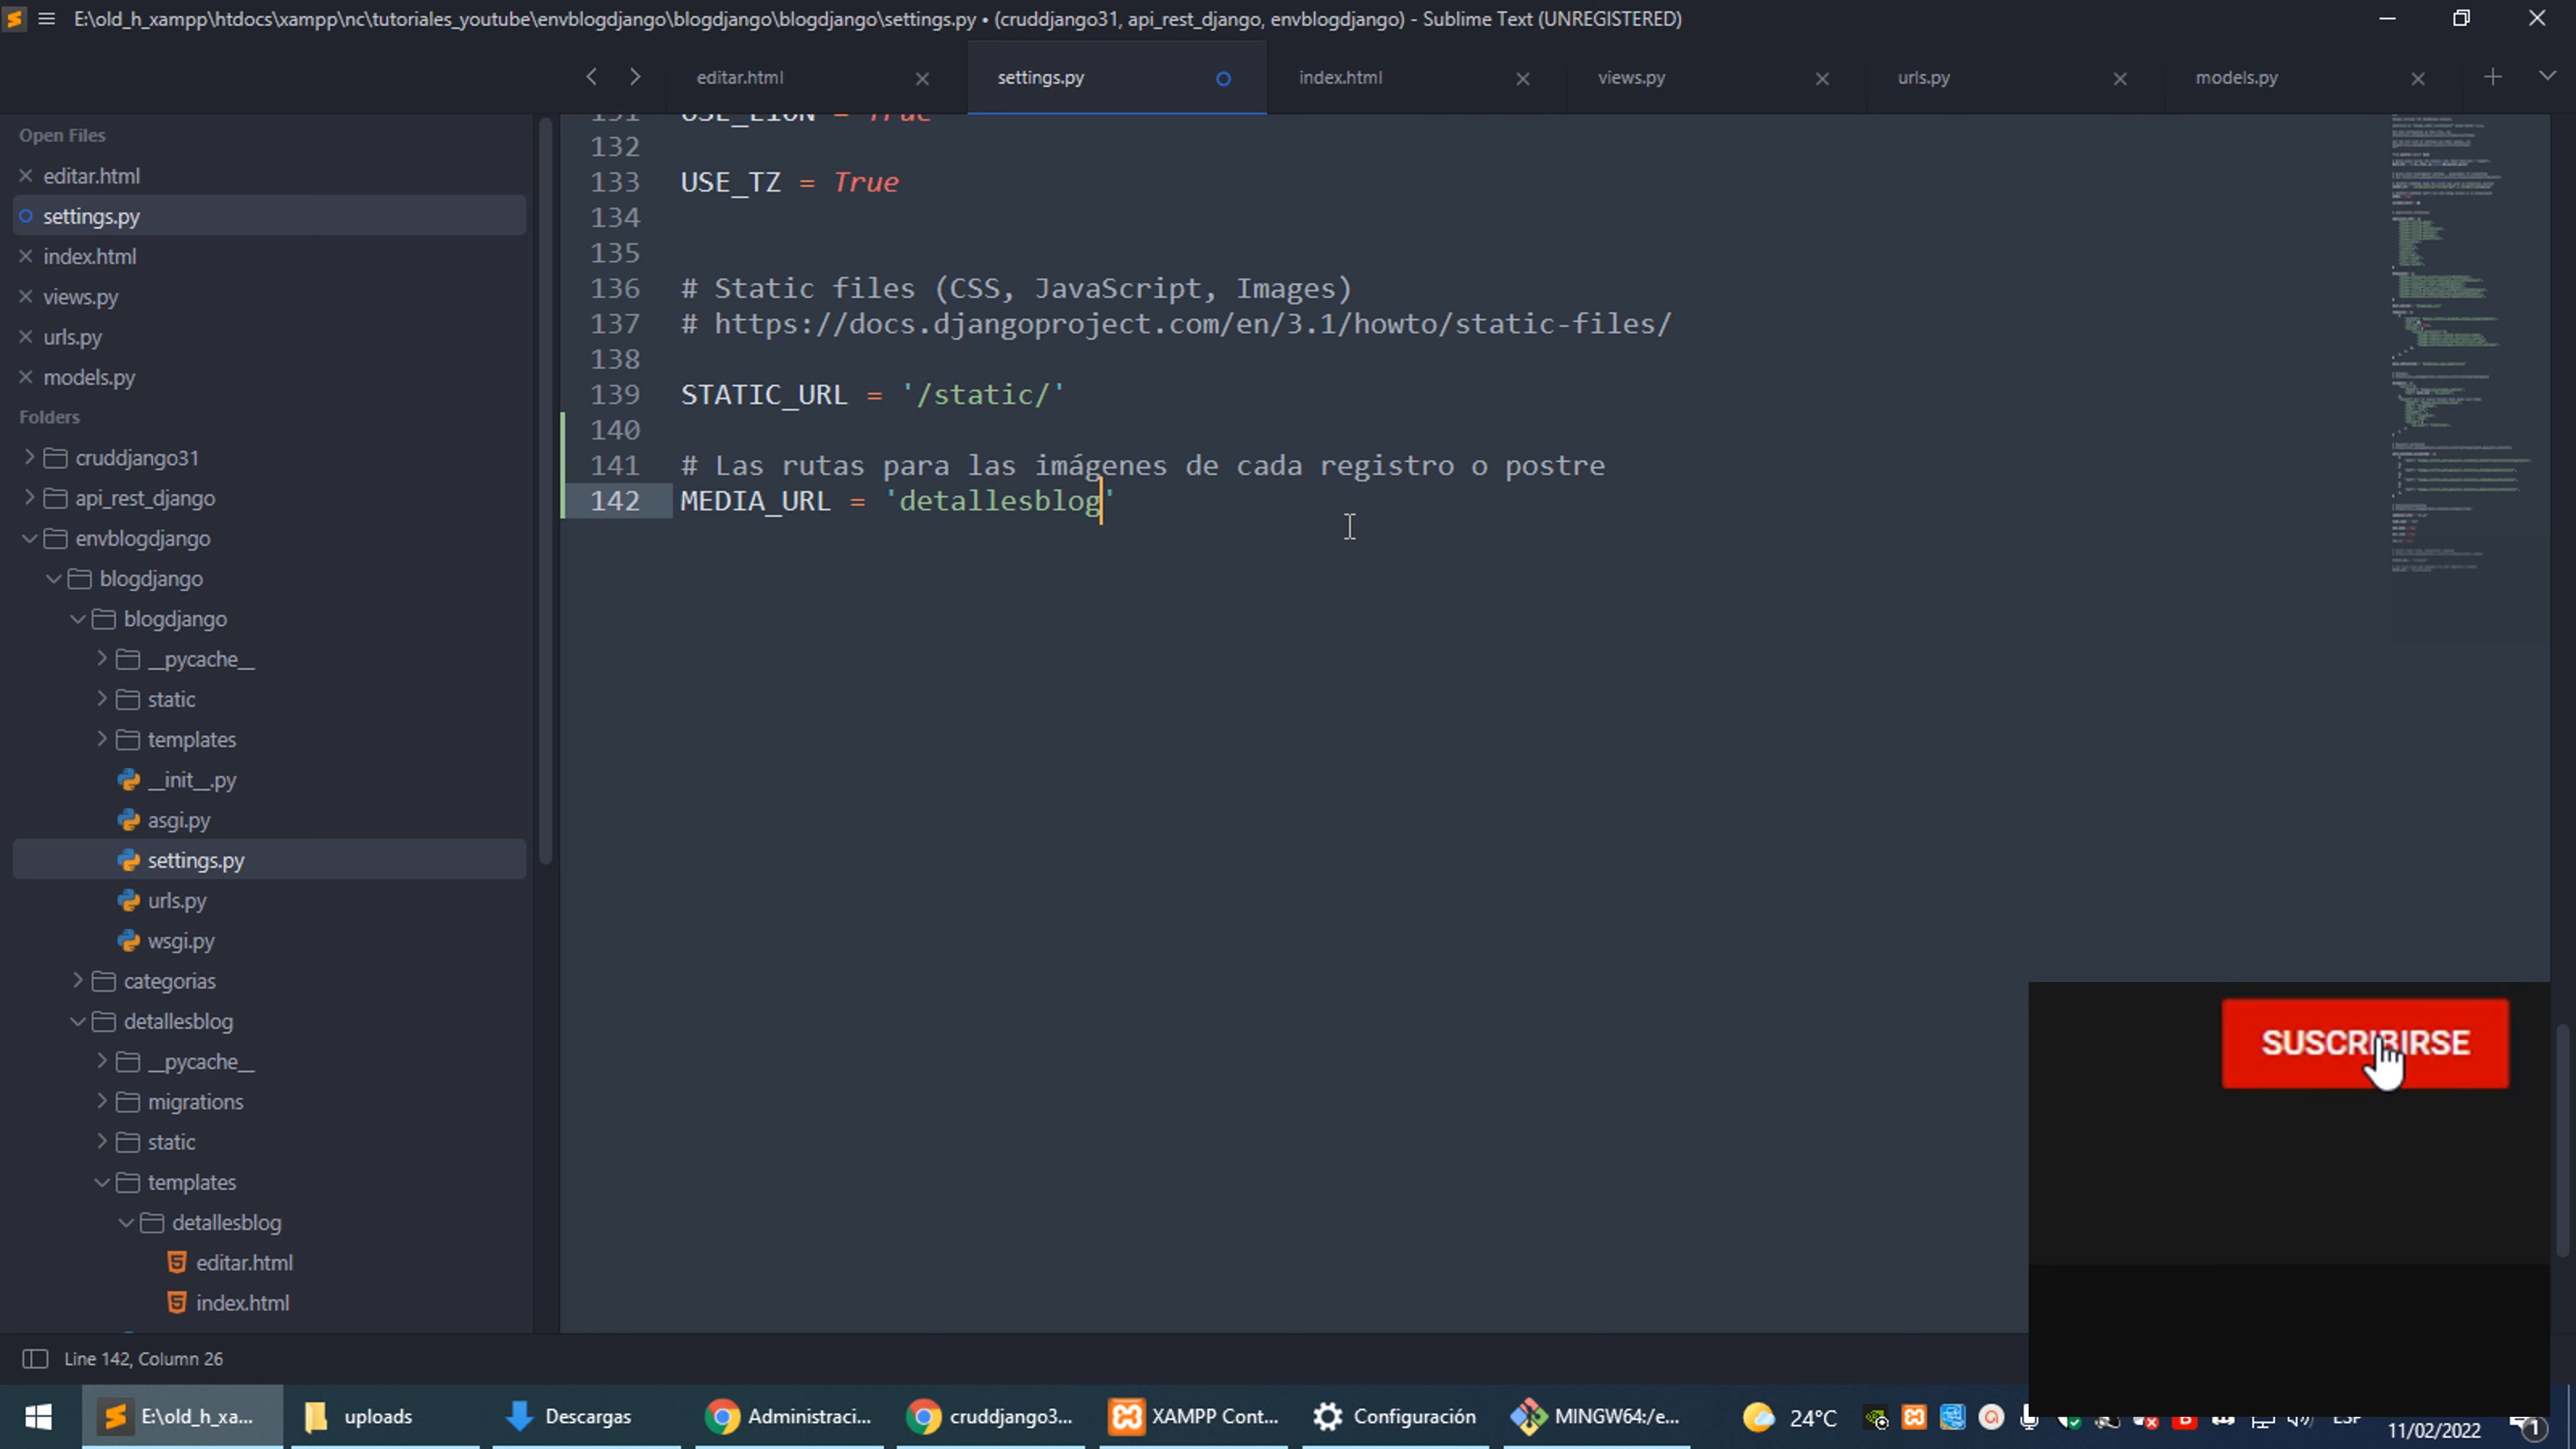 E:\old_h_xampp\htdocs\xampp\nc\tutoriales_youtube\envblogdjango\blogdjango\blogdjango\settings.py • (cruddjango31, api_rest_django, envblogdjango) - Sublime Text (UNREGISTERED)
editar.html
settings.py
index.html
views.py
urls.py
models.py
Open Files
editar.html
settings.py
index.html
views.py
urls.py
models.py
Folders
cruddjango31
api_rest_django
envblogdjango
blogdjango
blogdjango
__pycache__
static
templates
__init__.py
asgi.py
settings.py
urls.py
wsgi.py
categorias
detallesblog
__pycache__
migrations
static
templates
detallesblog
editar.html
index.html
131 USE_L10N = True
132
133 USE_TZ = True
134
135
136 # Static files (CSS, JavaScript, Images)
137 # https://docs.djangoproject.com/en/3.1/howto/static-files/
138
139 STATIC_URL = '/static/'
140
141 # Las rutas para las imágenes de cada registro o postre
142 MEDIA_URL = 'detallesblog'
SUSCRIBIRSE
Line 142, Column 26
E:\old_h_xa...
uploads
Descargas
Administraci...
cruddjango3...
XAMPP Cont...
Configuración
MINGW64:/e...
24°C
ESP
11/02/2022
1